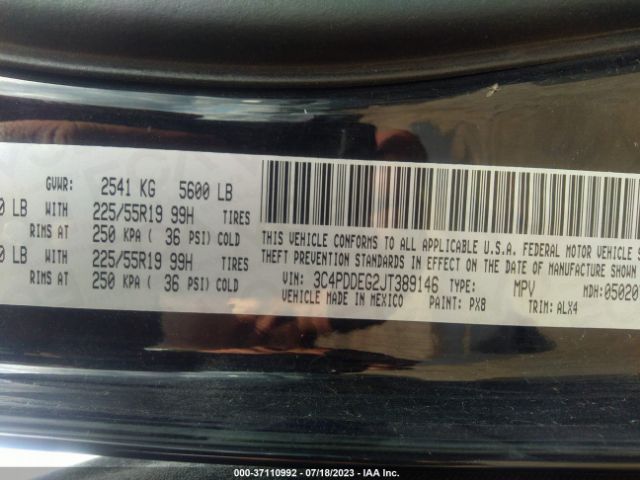 GVWR: 2541 KG 5600 LB
0 LB WITH 225/55R19 99H TIRES
RIMS AT 250 KPA ( 36 PSI) COLD
0 LB WITH 225/55R19 99H TIRES
RIMS AT 250 KPA ( 36 PSI) COLD
THIS VEHICLE CONFORMS TO ALL APPLICABLE U.S.A. FEDERAL MOTOR VEHICLE S
THEFT PREVENTION STANDARDS IN EFFECT ON THE DATE OF MANUFACTURE SHOWN
VIN: 3C4PDDEG2JT389146 TYPE: MPV MDH:05020
VEHICLE MADE IN MEXICO PAINT: PX8 TRIM: ALX4
000-37110992 - 07/18/2023 - IAA Inc.